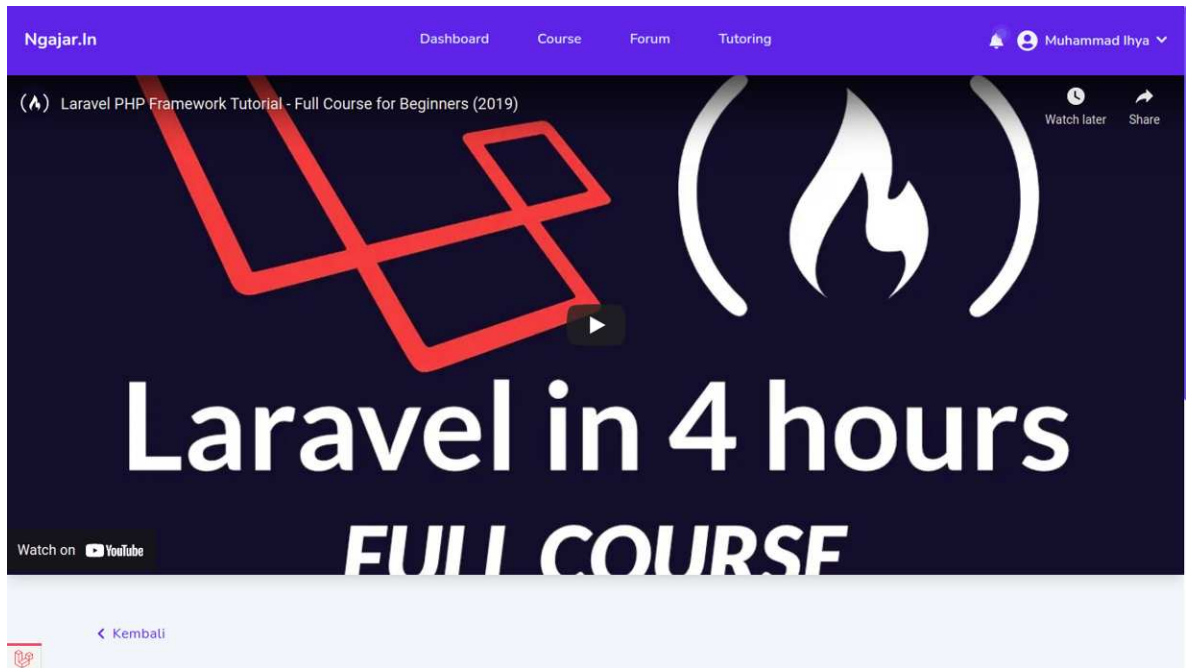 Ngajar.In Dashboard Course Forum Tutoring Muhammad Ihya
Laravel PHP Framework Tutorial - Full Course for Beginners (2019)
Watch later Share
Laravel in 4 hours
FULL COURSE
Watch on YouTube
Kembali